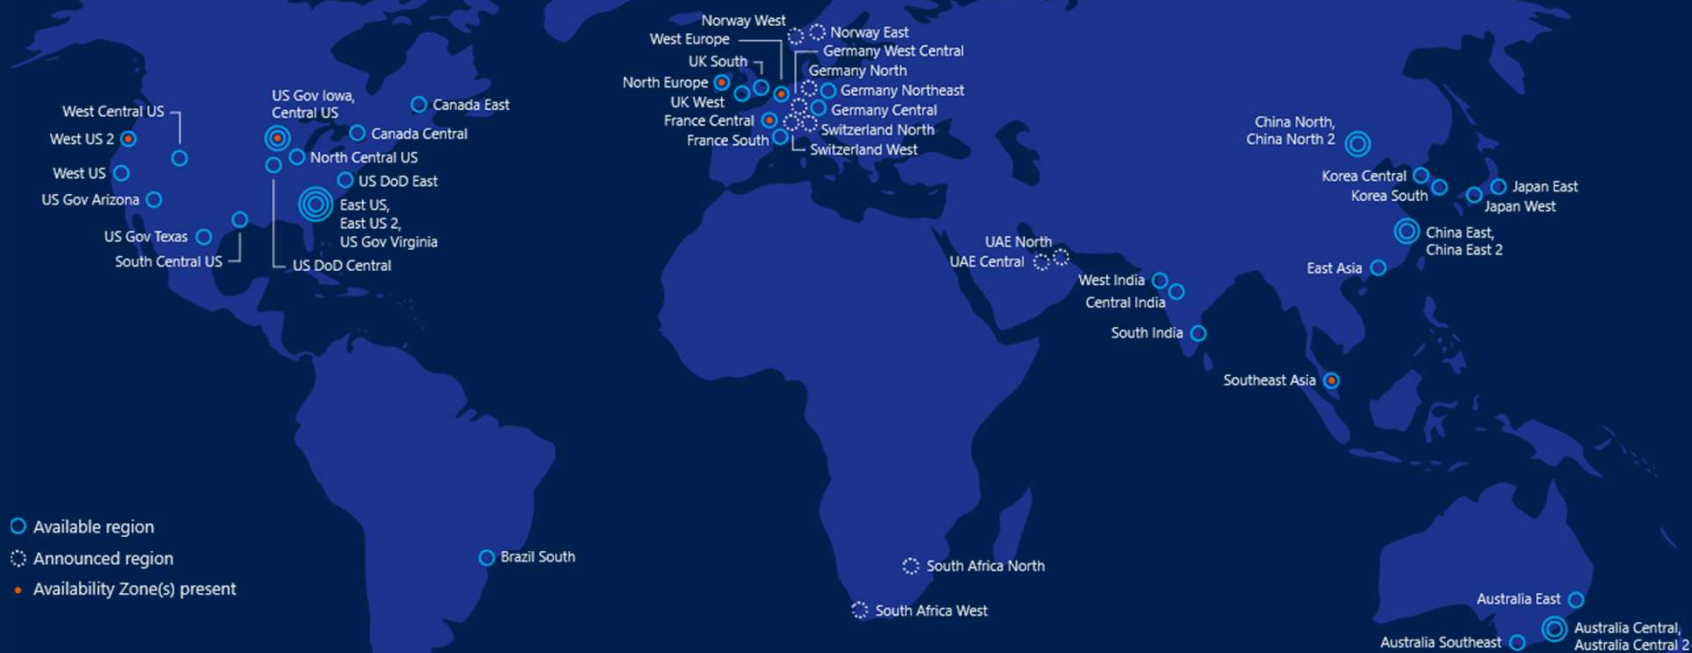 Norway West
Norway East
West Europe
Germany West Central
UK South
Germany North
North Europe
Germany Northeast
UK West
Germany Central
France Central
Switzerland North
France South
Switzerland West
West Central US
US Gov Iowa,
Central US
Canada East
West US 2
Canada Central
North Central US
West US
US DoD East
US Gov Arizona
East US,
East US 2,
US Gov Virginia
US Gov Texas
South Central US
US DoD Central
China North,
China North 2
Korea Central
Korea South
Japan East
Japan West
China East,
China East 2
East Asia
UAE North
UAE Central
West India
Central India
South India
Southeast Asia
Available region
Announced region
Availability Zone(s) present
Brazil South
South Africa North
South Africa West
Australia East
Australia Central,
Australia Central 2
Australia Southeast